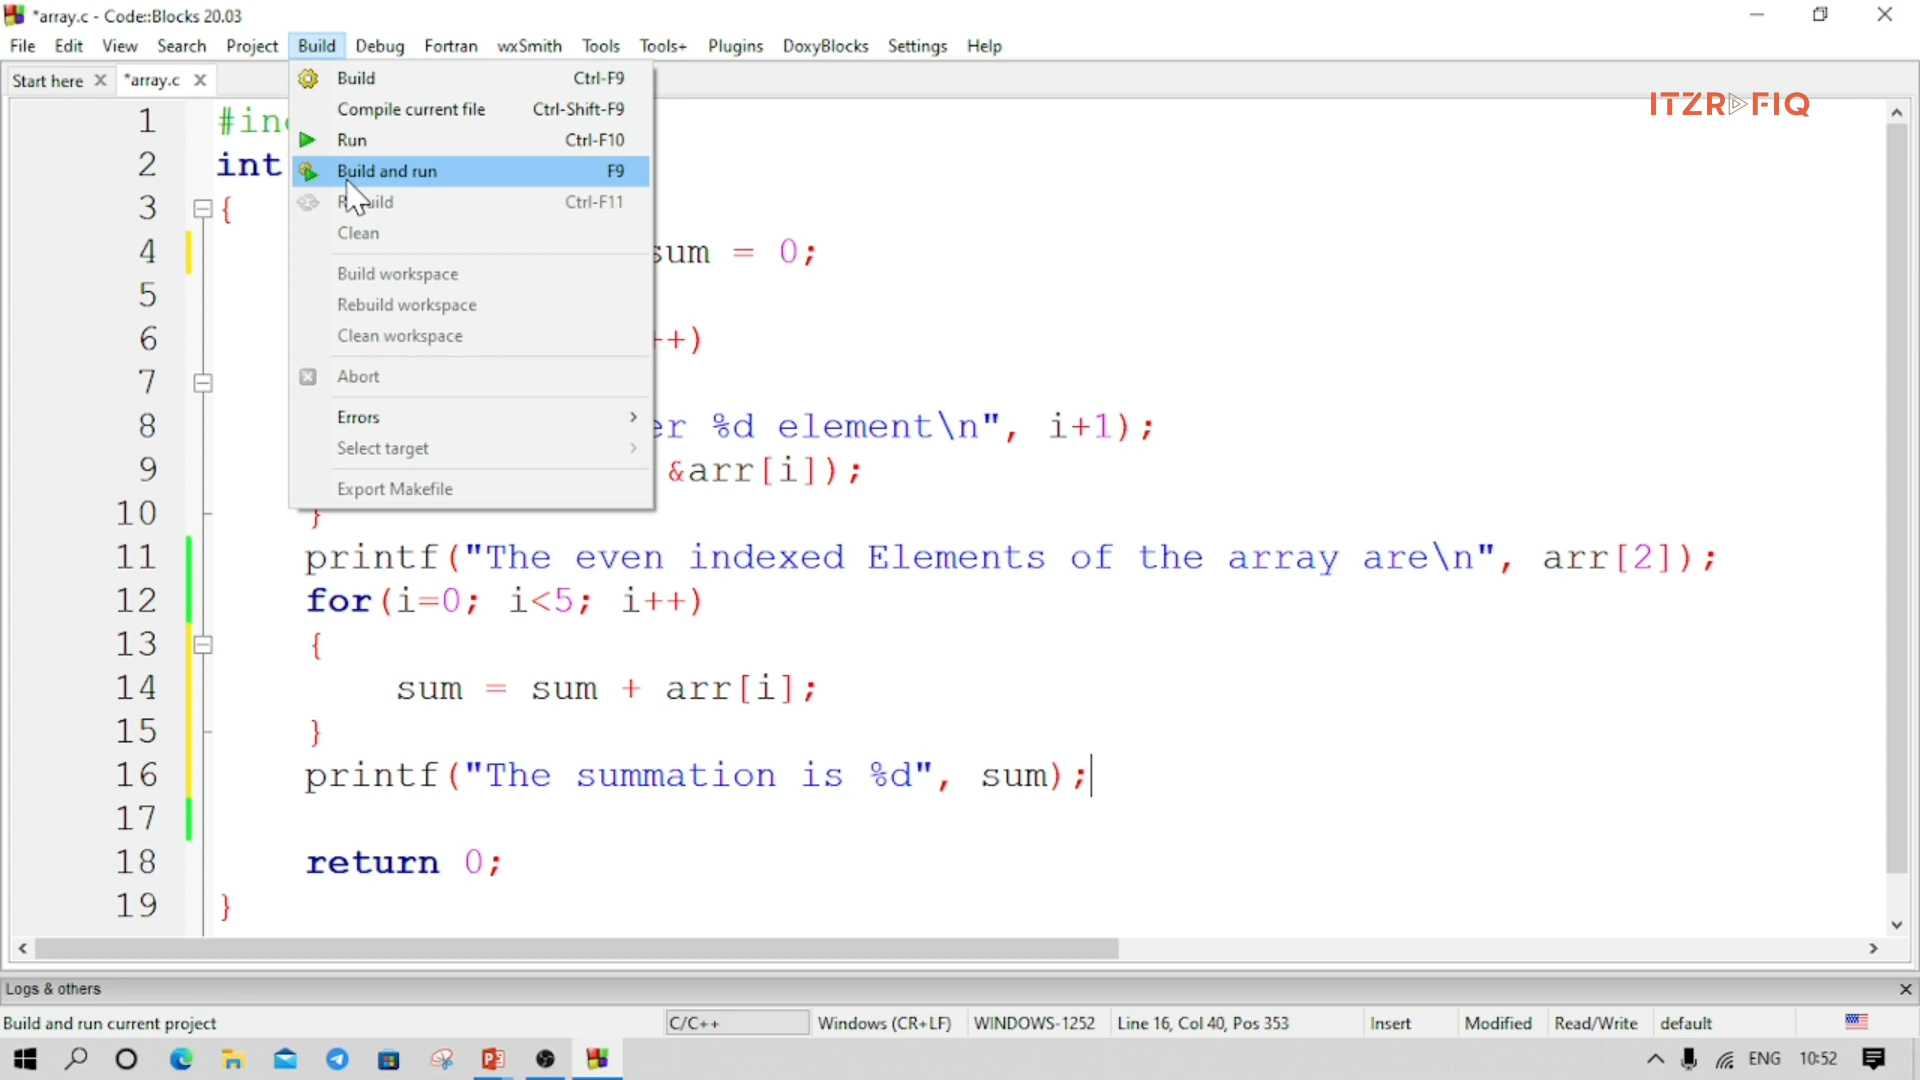 *array.c - Code::Blocks 20.03
File Edit View Search Project Build Debug Fortran wxSmith Tools Tools+ Plugins DoxyBlocks Settings Help
Start here *array.c
ITZRAFIQ
Build Ctrl-F9
Compile current file Ctrl-Shift-F9
Run Ctrl-F10
Build and run F9
Rebuild Ctrl-F11
Clean
Build workspace
Rebuild workspace
Clean workspace
Abort
Errors
Select target
Export Makefile
1
2 int
3 {
4 sum = 0;
5
6 ++)
7
8 %d element\n", i+1);
9 &arr[i]);
10 }
11 printf("The even indexed Elements of the array are\n", arr[2]);
12 for(i=0; i<5; i++)
13 {
14 sum = sum + arr[i];
15 }
16 printf("The summation is %d", sum);
17
18 return 0;
19 }
Logs & others
Build and run current project C/C++ Windows (CR+LF) WINDOWS-1252 Line 16, Col 40, Pos 353 Insert Modified Read/Write default
ENG 10:52